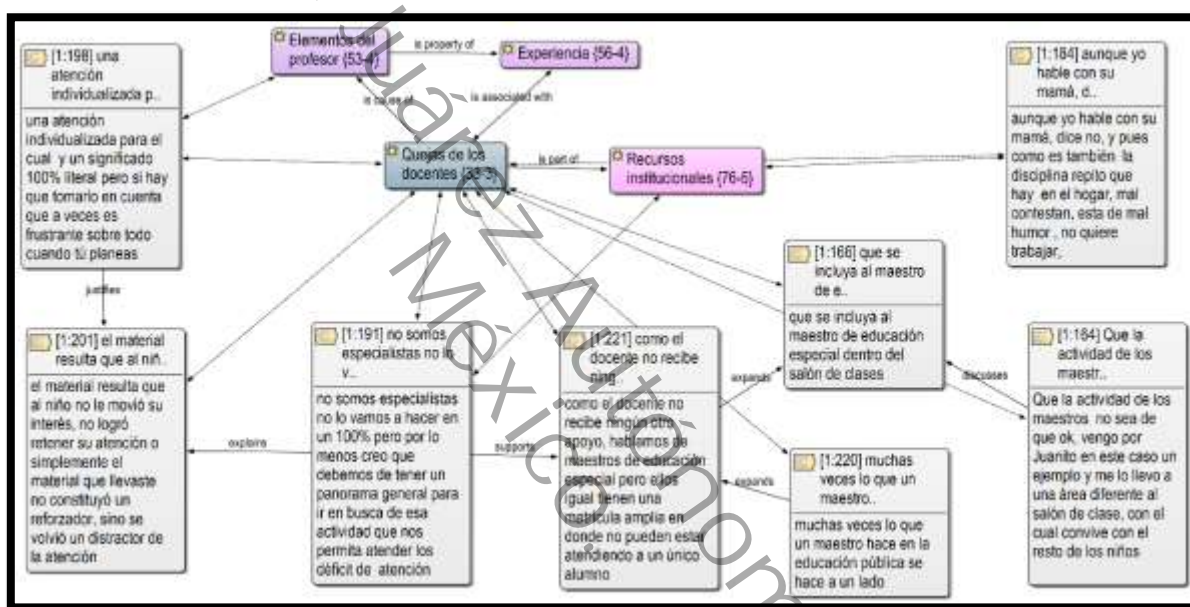 [1:198] una
atención
individualizada p..
una atención
individualizada para el
cual y un significado
100% literal pero si hay
que tomarlo en cuenta
que a veces es
frustrante sobre todo
cuando tú planeas
Elementos del
profesor {53-4}
is property of
Experiencia {56-4}
is cause of
is associated with
Quejas de los
docentes
is part of
Recursos
institucionales {76-5}
[1:184] aunque yo
hable con su
mamá, d..
aunque yo hable con su
mamá, dice no, y pues
como es también la
disciplina repito que
hay en el hogar, mal
contestan, esta de mal
humor , no quiere
trabajar,
justifies
[1:201] el material
resulta que al niñ..
el material resulta que
al niño no le movió su
interés, no logró
retener su atención o
simplemente el
material que llevaste
no constituyó un
reforzador, sino se
volvió un distractor de
la atención
explains
[1:191] no somos
especialistas no lo
v..
no somos especialistas
no lo vamos a hacer en
un 100% pero por lo
menos creo que
debemos de tener un
panorama general para
ir en busca de esa
actividad que nos
permita atender los
déficit de atención
supports
[1:221] como el
docente no recibe
ning..
como el docente no
recibe ningún otro
apoyo, hablamos de
maestros de educación
especial pero ellos
igual tienen una
matrícula amplia en
donde no pueden estar
atendiendo a un único
alumno
expands
[1:166] que se
incluya al maestro
de e..
que se incluya al
maestro de educación
especial dentro del
salón de clases
expands
[1:220] muchas
veces lo que un
maestro..
muchas veces lo que
un maestro hace en la
educación pública se
hace a un lado
discusses
[1:164] Que la
actividad de los
maestr..
Que la actividad de los
maestros no sea de
que ok, vengo por
Juanito en este caso un
ejemplo y me lo llevo a
una área diferente al
salón de clase, con el
cual convive con el
resto de los niños
Juárez Autónoma
México.